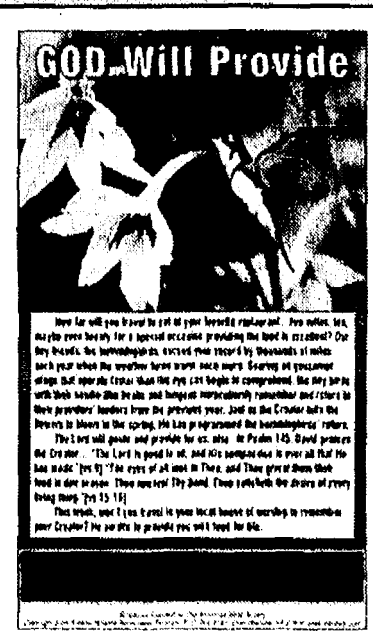 GOD Will Provide
How far will you travel to eat at your favorite restaurant... Five miles, ten,
maybe even twenty for a special occasion providing the food is excellent? Our
tiny friends, the hummingbirds, exceed your record by thousands of miles
each year when the weather turns warm each year. Soaring on gossamer
wings that operate faster than the eye can begin to comprehend, the tiny birds
with their needle-like beaks and tongues miraculously remember and return to
their providers' feeders from the previous year. Just as the Creator tells the
flowers to bloom in the spring, He has programmed the hummingbirds' return.
The Lord will guide and provide for us, also. In Psalm 145, David praises
the Creator... "The Lord is good to all, and His compassion is over all that He
has made" [vs 9] "The eyes of all look to Thee, and Thou givest them their
food in due season. Thou openest Thy hand, Thou satisfieth the desire of every
living thing." [vs 15-16]
This week, won't you travel to your local house of worship to remember
your Creator? He awaits to provide you with food for life.